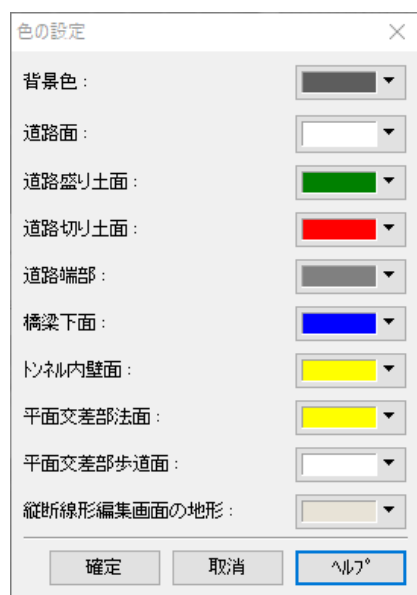 色の設定
背景色：
道路面：
道路盛り土面：
道路切り土面：
道路端部：
橋梁下面：
ﾄﾝﾈﾙ内壁面：
平面交差部法面：
平面交差部歩道面：
縦断線形編集画面の地形：
確定 取消 ﾍﾙﾌﾟ